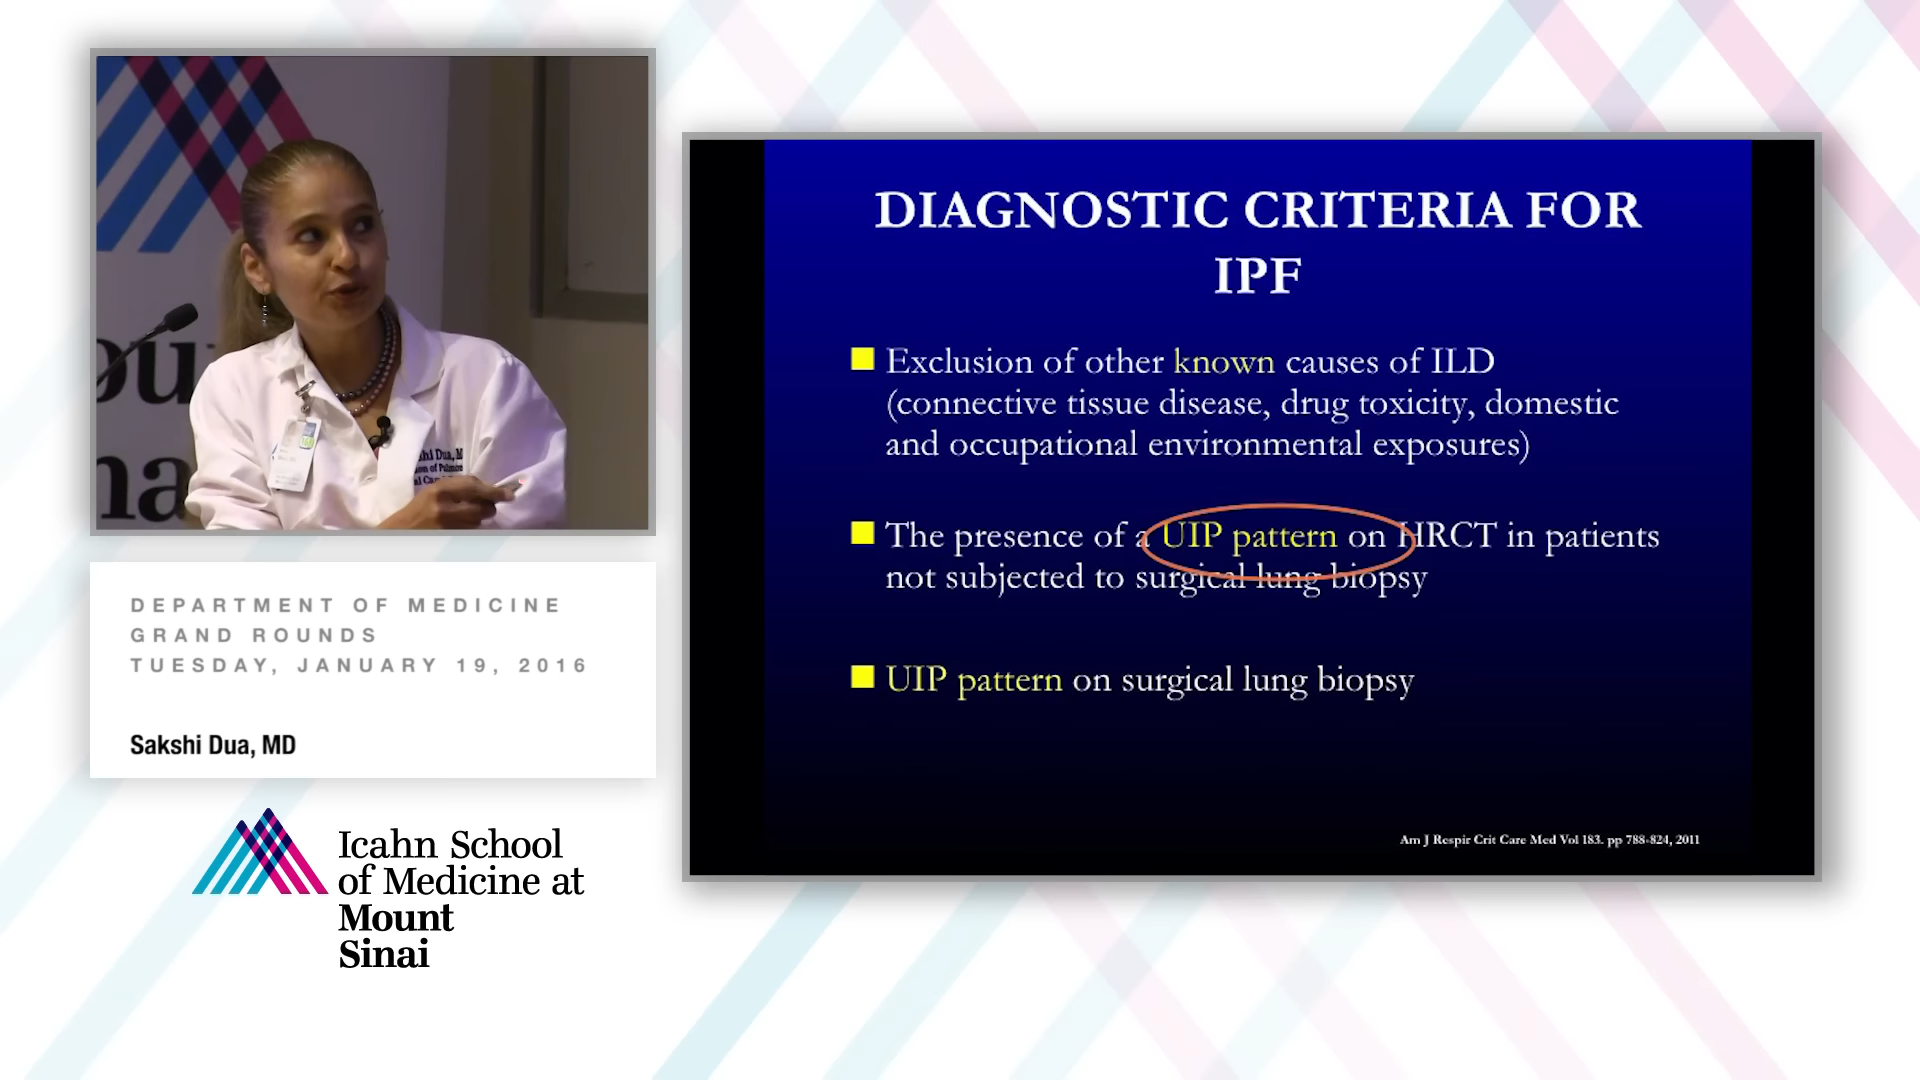 DEPARTMENT OF MEDICINE
GRAND ROUNDS
TUESDAY, JANUARY 19, 2016
Sakshi Dua, MD
Icahn School
of Medicine at
Mount
Sinai
DIAGNOSTIC CRITERIA FOR
IPF
Exclusion of other known causes of ILD
(connective tissue disease, drug toxicity, domestic
and occupational environmental exposures)
The presence of a UIP pattern on HRCT in patients
not subjected to surgical lung biopsy
UIP pattern on surgical lung biopsy
Am J Respir Crit Care Med Vol 183. pp 788-824, 2011